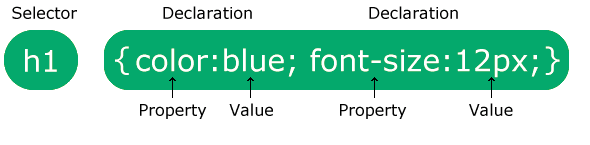 Selector Declaration Declaration
h1 {color:blue; font-size:12px;}
Property Value Property Value